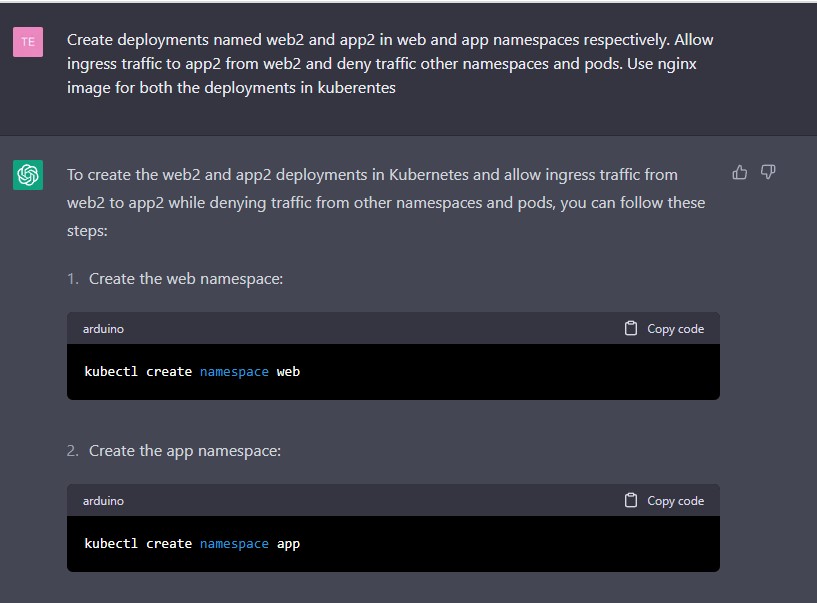 TE
Create deployments named web2 and app2 in web and app namespaces respectively. Allow
ingress traffic to app2 from web2 and deny traffic other namespaces and pods. Use nginx
image for both the deployments in kuberentes
To create the web2 and app2 deployments in Kubernetes and allow ingress traffic from
web2 to app2 while denying traffic from other namespaces and pods, you can follow these
steps:
1. Create the web namespace:
arduino Copy code
kubectl create namespace web
2. Create the app namespace:
arduino Copy code
kubectl create namespace app